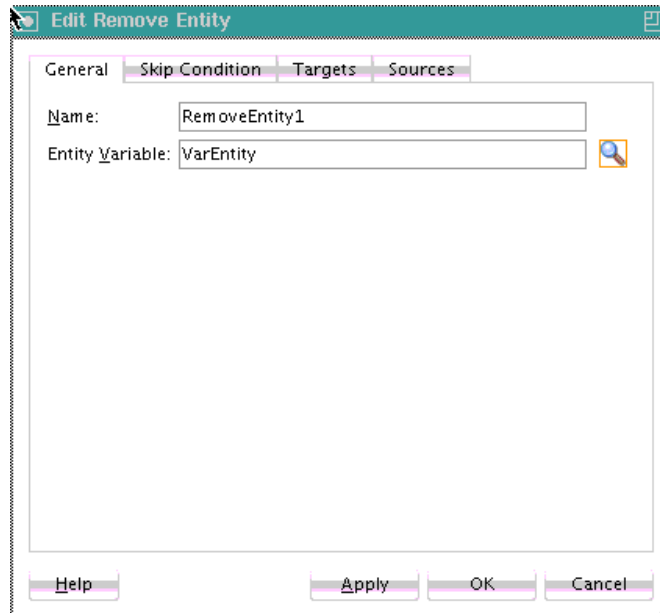 Edit Remove Entity
General Skip Condition Targets Sources
Name: RemoveEntity1
Entity Variable: VarEntity
Help Apply OK Cancel